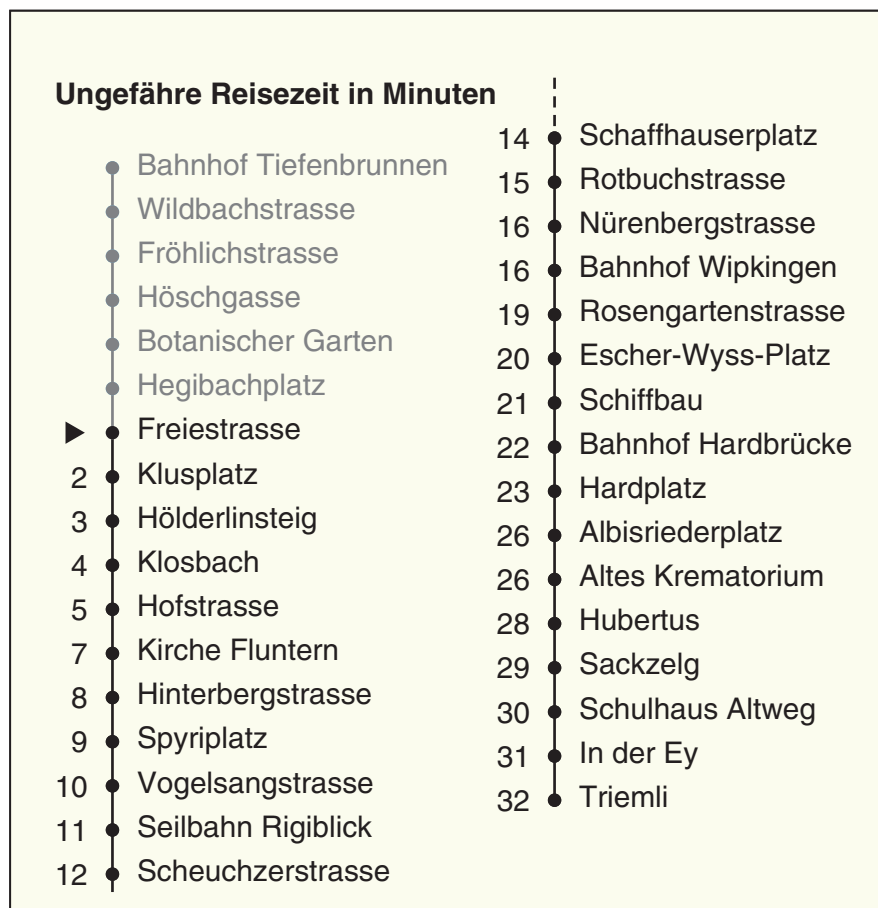 Ungefähre Reisezeit in Minuten
Bahnhof Tiefenbrunnen
Wildbachstrasse
Fröhlichstrasse
Höschgasse
Botanischer Garten
Hegibachplatz
Freiestrasse
2 Klusplatz
3 Hölderlinsteig
4 Klosbach
5 Hofstrasse
7 Kirche Fluntern
8 Hinterbergstrasse
9 Spyriplatz
10 Vogelsangstrasse
11 Seilbahn Rigiblick
12 Scheuchzerstrasse
14 Schaffhauserplatz
15 Rotbuchstrasse
16 Nürenbergstrasse
16 Bahnhof Wipkingen
19 Rosengartenstrasse
20 Escher-Wyss-Platz
21 Schiffbau
22 Bahnhof Hardbrücke
23 Hardplatz
26 Albisriederplatz
26 Altes Krematorium
28 Hubertus
29 Sackzelg
30 Schulhaus Altweg
31 In der Ey
32 Triemli